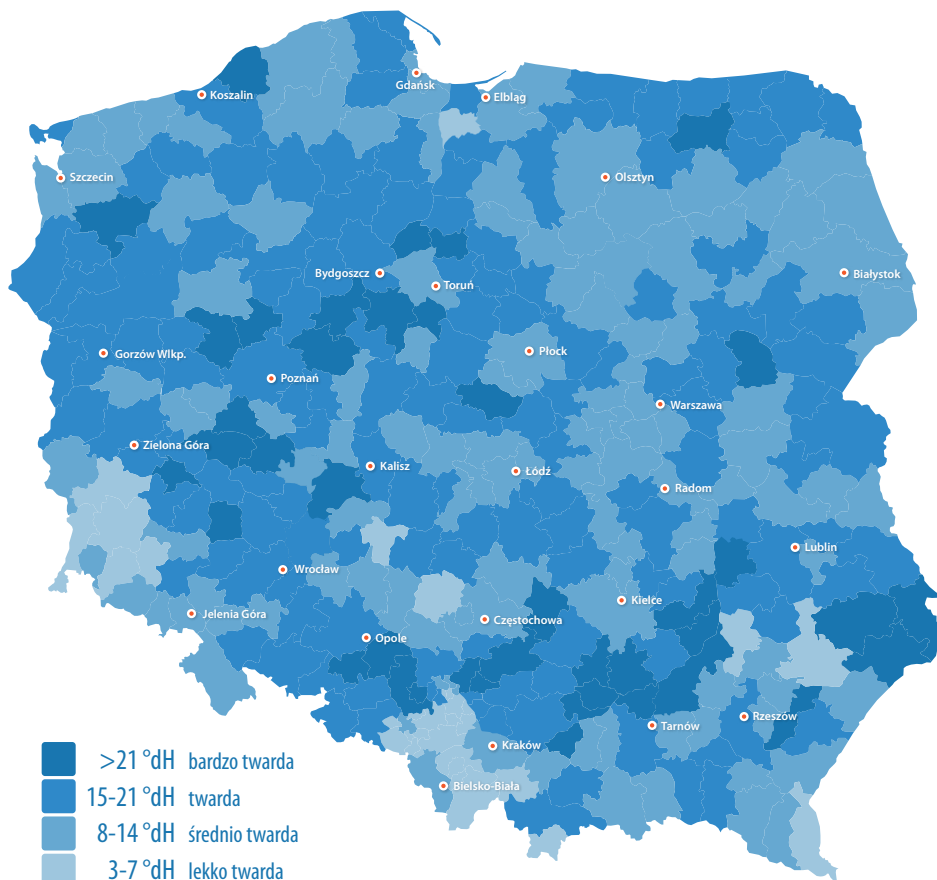 Koszalin
Gdańsk
Elbląg
Szczecin
Olsztyn
Bydgoszcz
Toruń
Białystok
Gorzów Wlkp.
Płock
Poznań
Warszawa
Zielona Góra
Kalisz
Łódź
Radom
Lublin
Wrocław
Kielce
Jelenia Góra
Częstochowa
Opole
Rzeszów
Tarnów
Kraków
Bielsko-Biała
>21 °dH bardzo twarda
15-21 °dH twarda
8-14 °dH średnio twarda
3-7 °dH lekko twarda